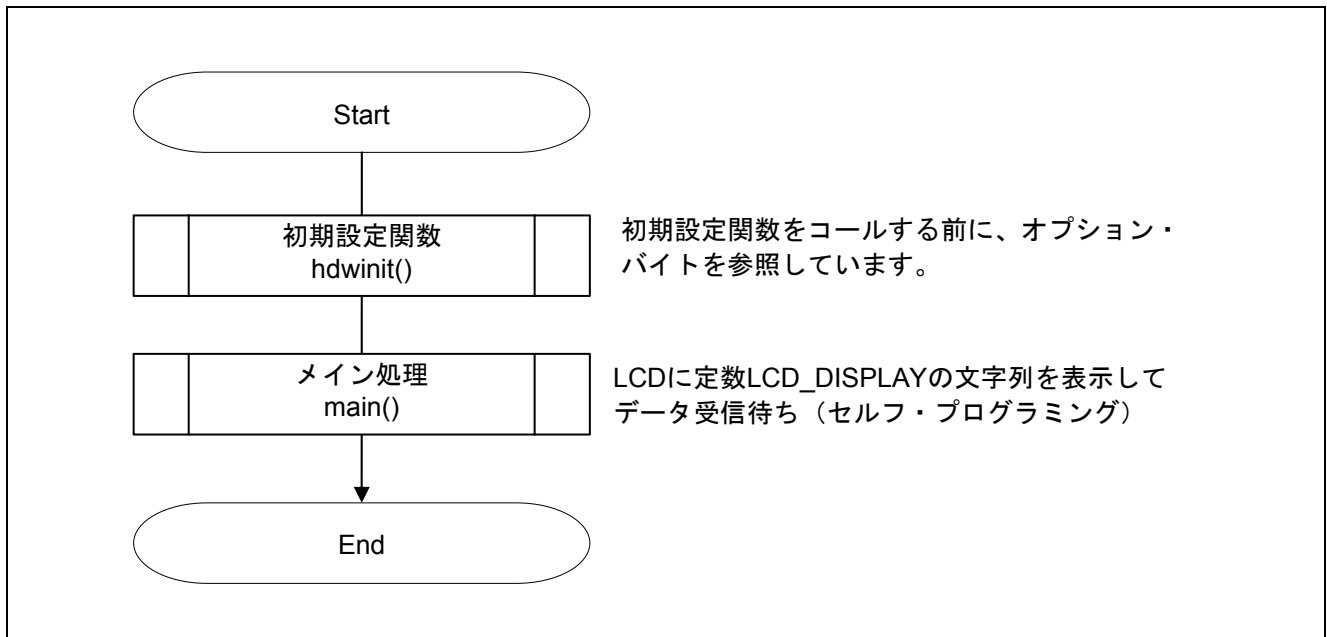 Start
初期設定関数
hdwinit()
初期設定関数をコールする前に、オプション・
バイトを参照しています。
メイン処理
main()
LCDに定数LCD_DISPLAYの文字列を表示して
データ受信待ち（セルフ・プログラミング）
End